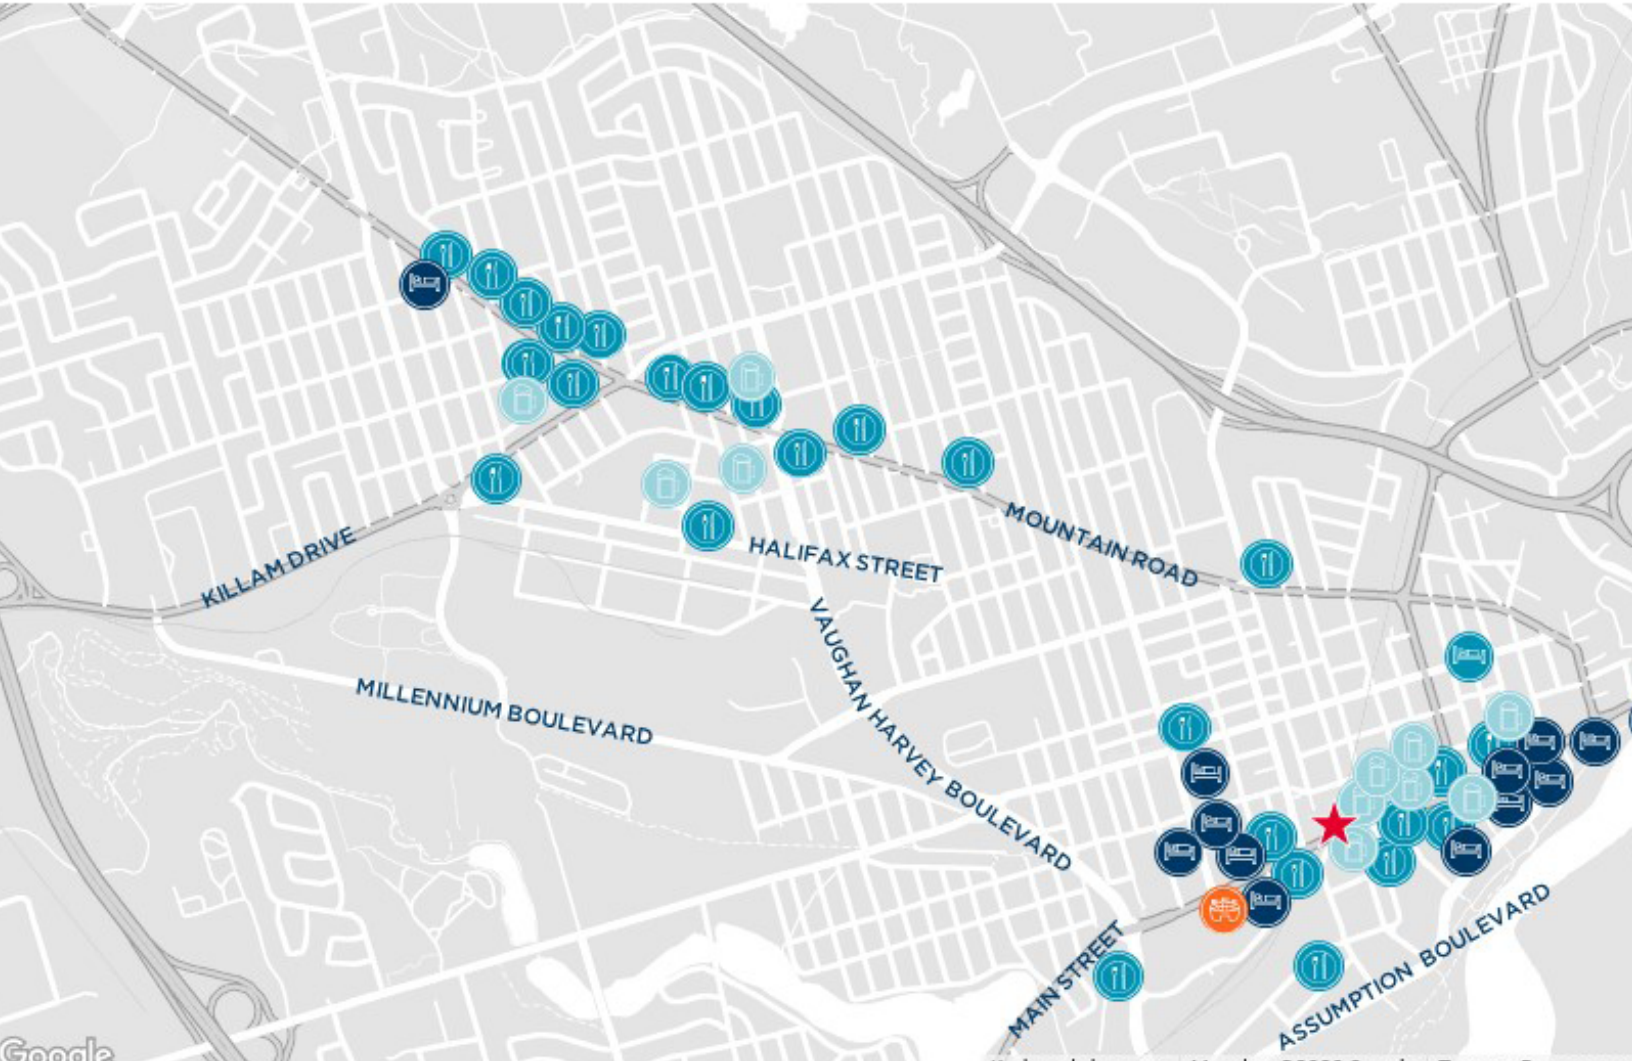 MOUNTAIN ROAD
KILLAM DRIVE
HALIFAX STREET
VAUGHAN HARVEY BOULEVARD
MILLENNIUM BOULEVARD
MAIN STREET
ASSUMPTION BOULEVARD
Google